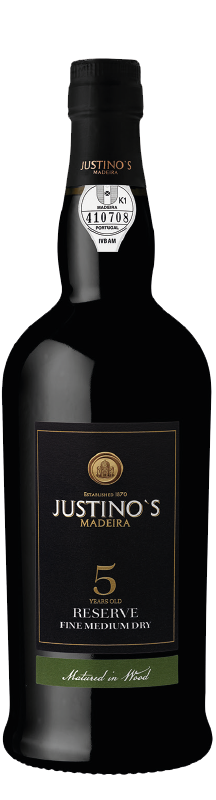 JUSTINO`S
MADEIRA
K1
MADEIRA
410708
PORTUGAL
IVBAM
ESTABLISHED 1870
JUSTINO`S
MADEIRA
5
YEARS OLD
RESERVE
FINE MEDIUM DRY
Matured in Wood